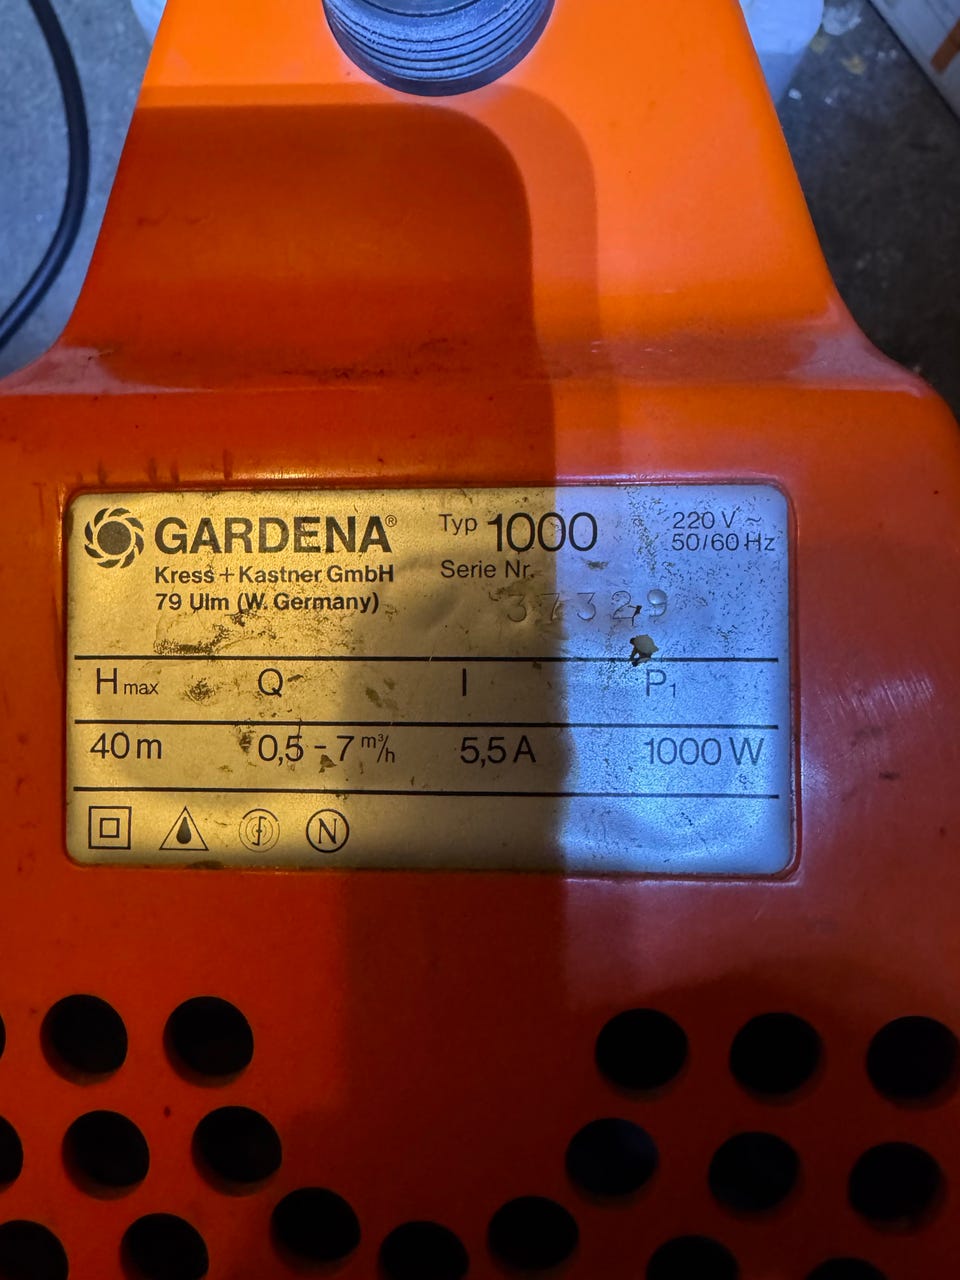 GARDENA® Typ 1000 220 V ~
50/60 Hz
Kress + Kastner GmbH Serie Nr.
79 Ulm (W. Germany) 37329
H max Q I P1
40 m 0,5 - 7 m³/h 5,5 A 1000 W
N